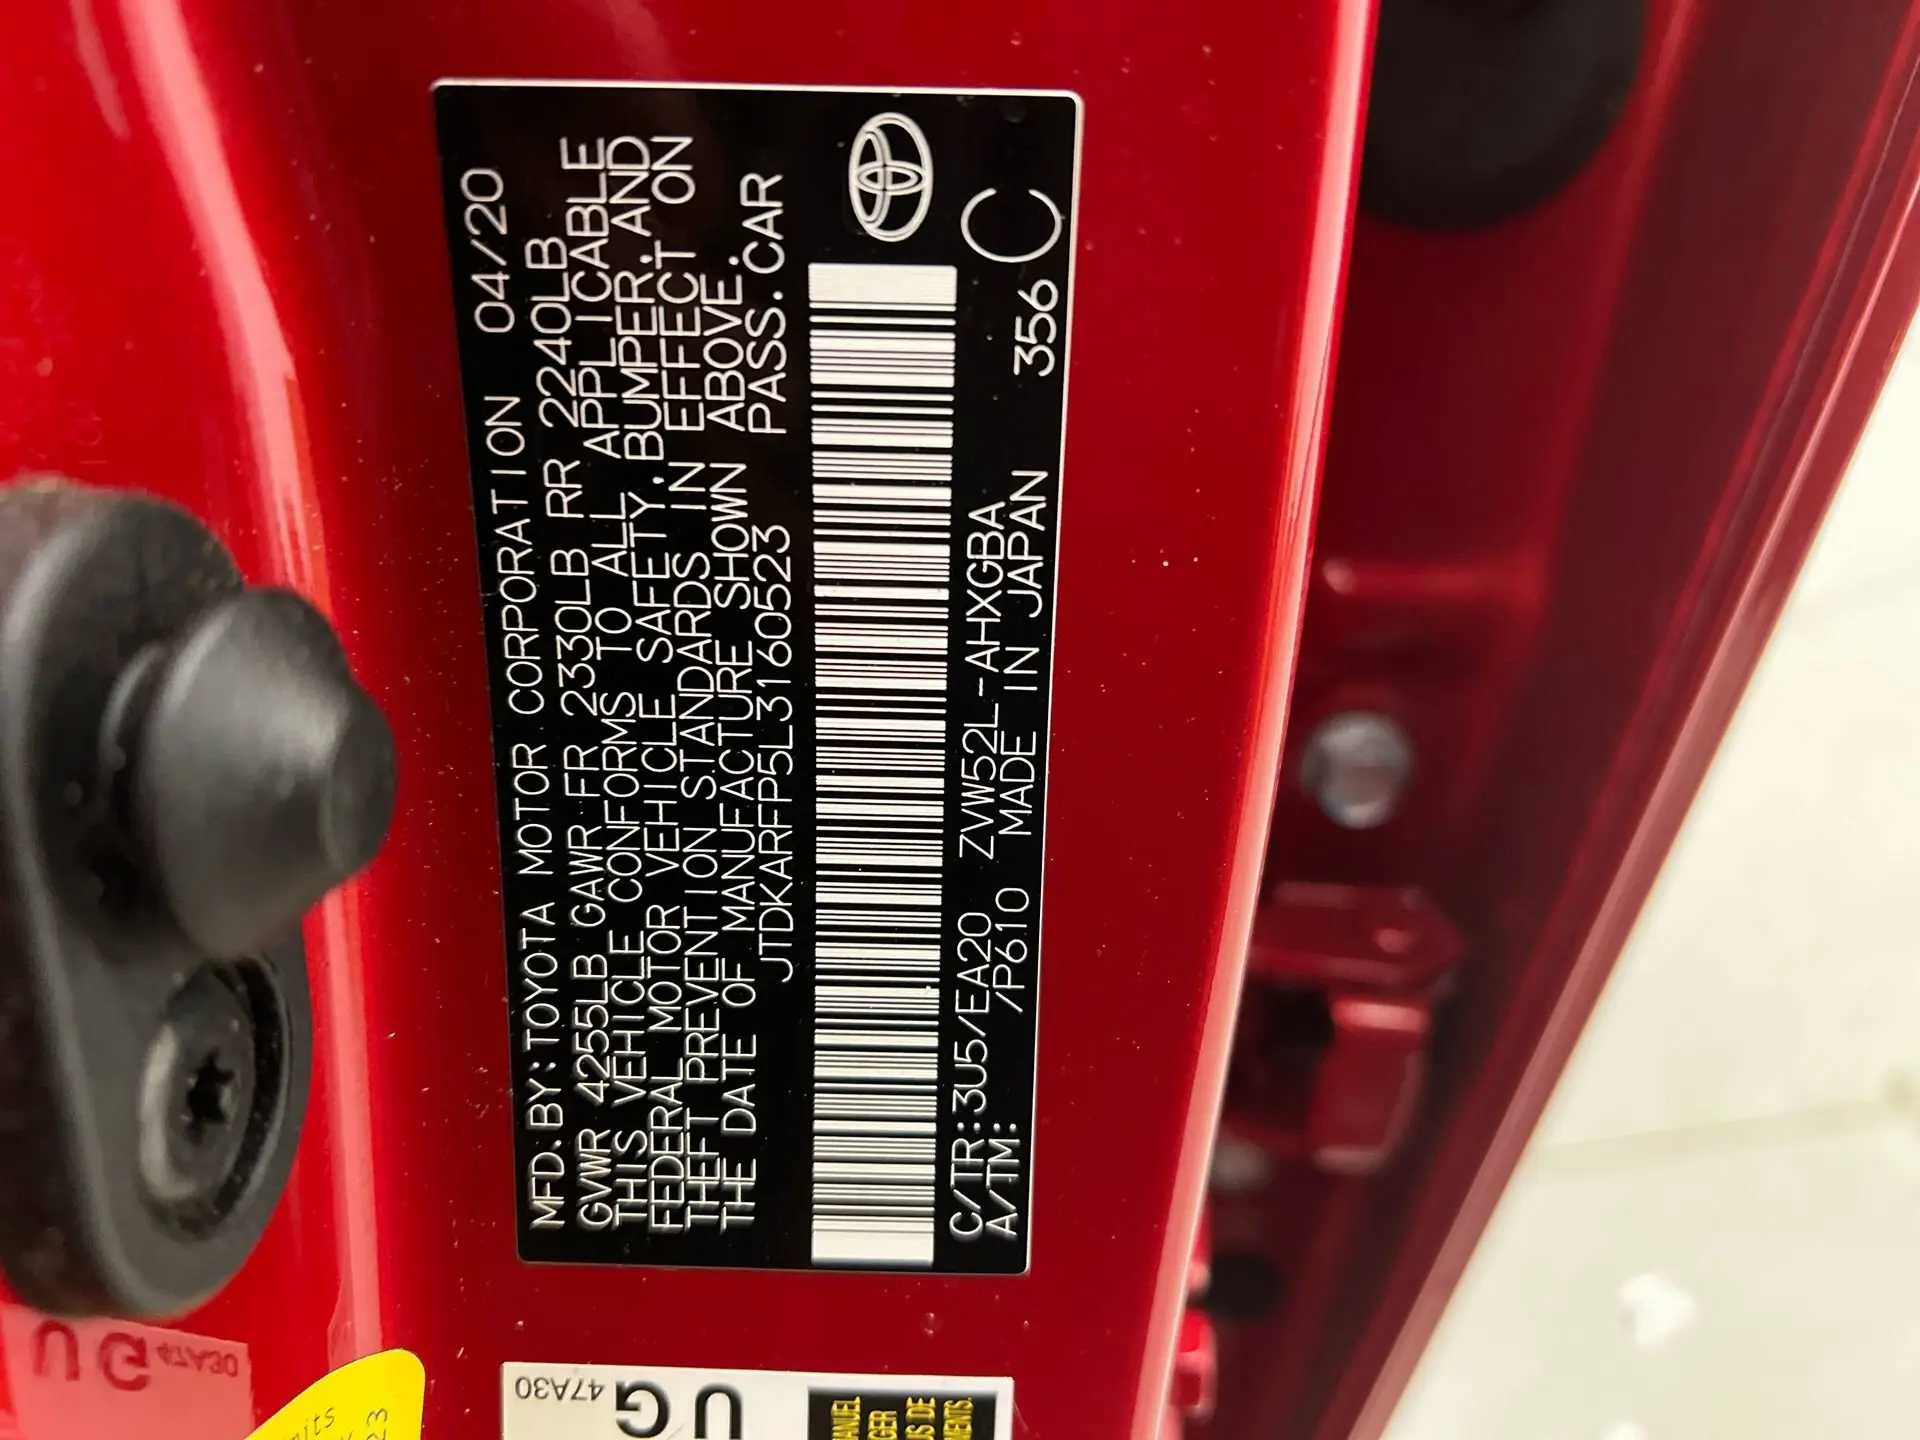 MFD.BY:TOYOTA MOTOR CORPORATION 04/20
GVWR 4255LB GAWR FR 2330LB RR 2240LB
THIS VEHICLE CONFORMS TO ALL APPLICABLE
FEDERAL MOTOR VEHICLE SAFETY,BUMPER,AND
THEFT PREVENTION STANDARDS IN EFFECT ON
THE DATE OF MANUFACTURE SHOWN ABOVE.
JTDKARFP5L3160523 PASS.CAR
C/TR:3U5/EA20 ZVW52L-AHXGBA
A/TM: /P610 MADE IN JAPAN 356 C
47A30
UG
UG
23